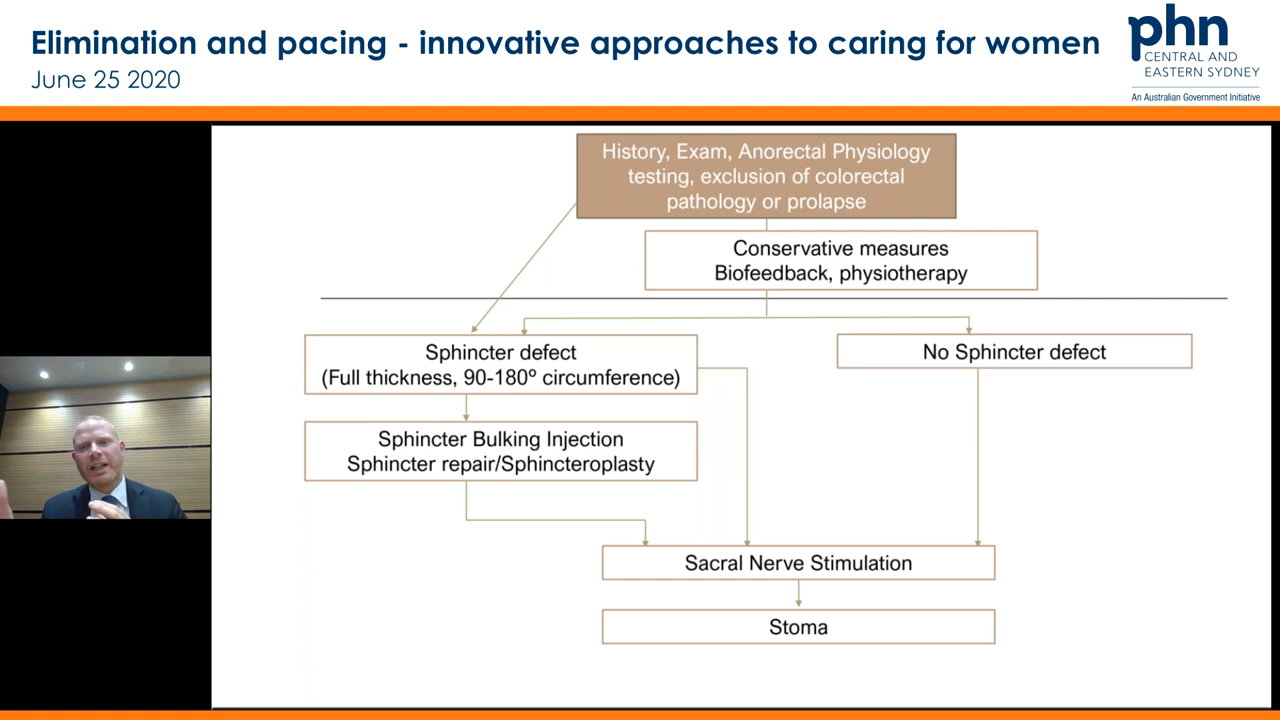 Elimination and pacing - innovative approaches to caring for women
June 25 2020
phn
CENTRAL AND
EASTERN SYDNEY
An Australian Government Initiative
History, Exam, Anorectal Physiology
testing, exclusion of colorectal
pathology or prolapse
Conservative measures
Biofeedback, physiotherapy
Sphincter defect
(Full thickness, 90-180º circumference)
No Sphincter defect
Sphincter Bulking Injection
Sphincter repair/Sphincteroplasty
Sacral Nerve Stimulation
Stoma